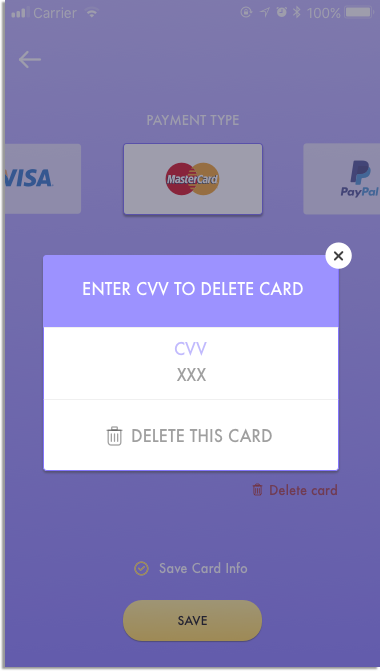 Carrier 100%
PAYMENT TYPE
VISA MasterCard PayPal
ENTER CVV TO DELETE CARD
CVV
XXX
DELETE THIS CARD
Delete card
Save Card Info
SAVE